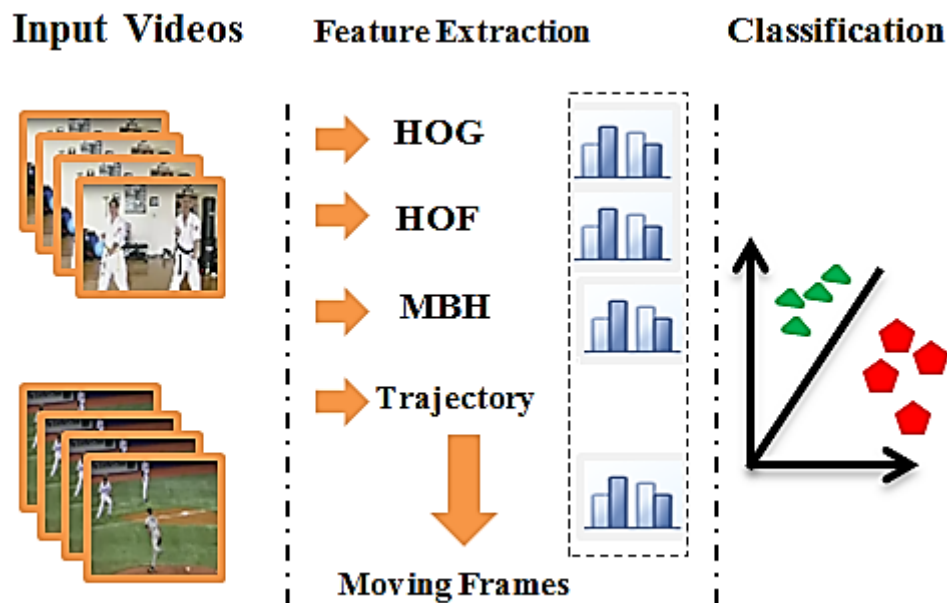 Input Videos
Feature Extraction
Classification
HOG
HOF
MBH
Trajectory
Moving Frames